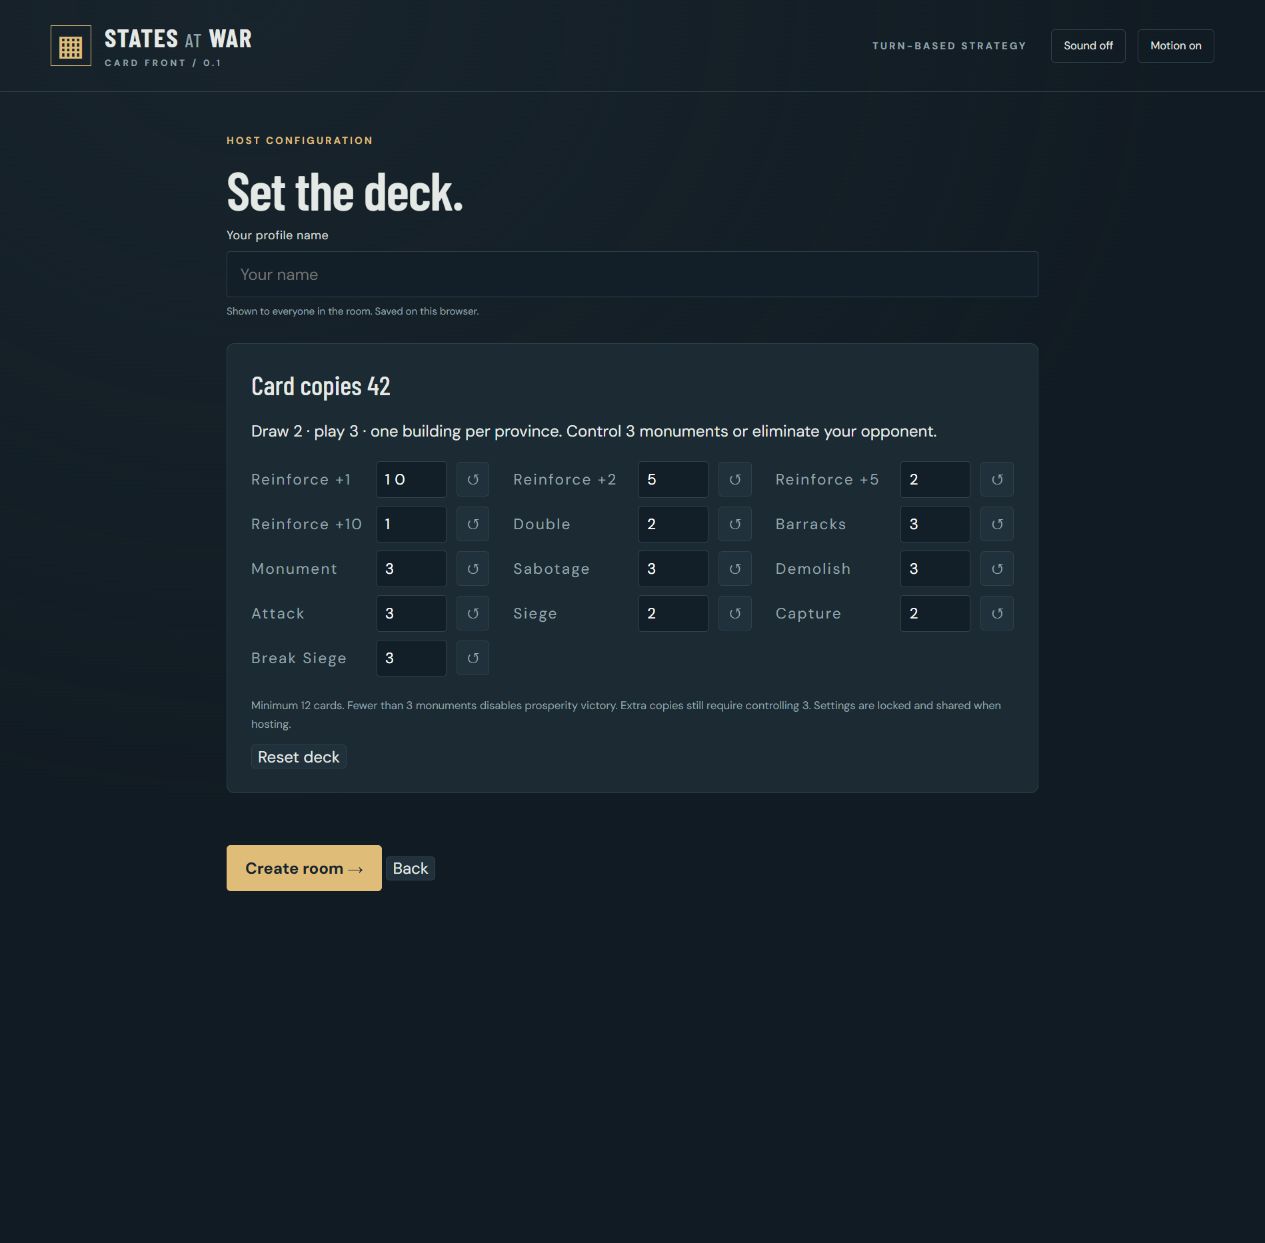 STATES AT WAR
CARD FRONT / 0.1
TURN-BASED STRATEGY
Sound off
Motion on
HOST CONFIGURATION
Set the deck.
Your profile name
Your name
Shown to everyone in the room. Saved on this browser.
Card copies 42
Draw 2 · play 3 · one building per province. Control 3 monuments or eliminate your opponent.
Reinforce +1 10 ↺ Reinforce +2 5 ↺ Reinforce +5 2 ↺
Reinforce +10 1 ↺ Double 2 ↺ Barracks 3 ↺
Monument 3 ↺ Sabotage 3 ↺ Demolish 3 ↺
Attack 3 ↺ Siege 2 ↺ Capture 2 ↺
Break Siege 3 ↺
Minimum 12 cards. Fewer than 3 monuments disables prosperity victory. Extra copies still require controlling 3. Settings are locked and shared when
hosting.
Reset deck
Create room → Back